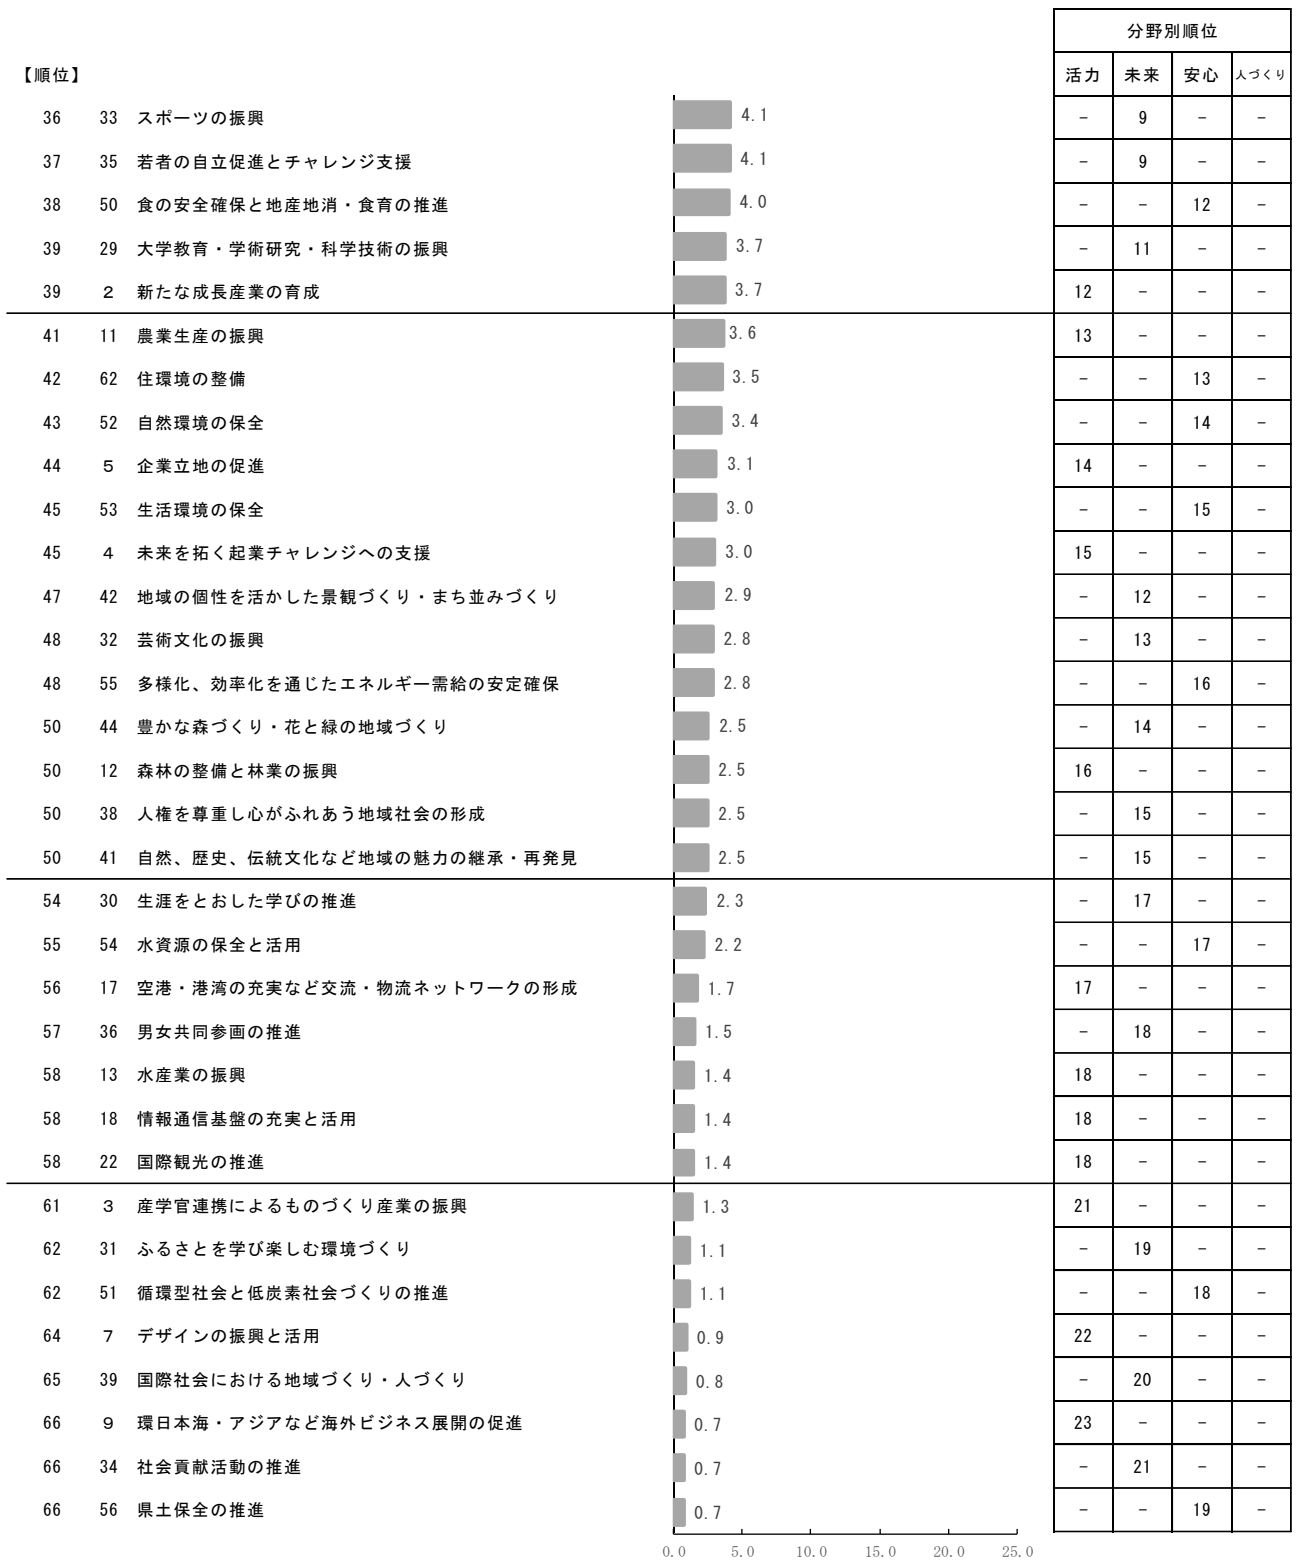 分野別順位
【順位】 活力 未来 安心 人づくり
36 33 スポーツの振興 4.1 － 9 － －
37 35 若者の自立促進とチャレンジ支援 4.1 － 9 － －
38 50 食の安全確保と地産地消・食育の推進 4.0 － － 12 －
39 29 大学教育・学術研究・科学技術の振興 3.7 － 11 － －
39 2 新たな成長産業の育成 3.7 12 － － －
41 11 農業生産の振興 3.6 13 － － －
42 62 住環境の整備 3.5 － － 13 －
43 52 自然環境の保全 3.4 － － 14 －
44 5 企業立地の促進 3.1 14 － － －
45 53 生活環境の保全 3.0 － － 15 －
45 4 未来を拓く起業チャレンジへの支援 3.0 15 － － －
47 42 地域の個性を活かした景観づくり・まち並みづくり 2.9 － 12 － －
48 32 芸術文化の振興 2.8 － 13 － －
48 55 多様化、効率化を通じたエネルギー需給の安定確保 2.8 － － 16 －
50 44 豊かな森づくり・花と緑の地域づくり 2.5 － 14 － －
50 12 森林の整備と林業の振興 2.5 16 － － －
50 38 人権を尊重し心がふれあう地域社会の形成 2.5 － 15 － －
50 41 自然、歴史、伝統文化など地域の魅力の継承・再発見 2.5 － 15 － －
54 30 生涯をとおした学びの推進 2.3 － 17 － －
55 54 水資源の保全と活用 2.2 － － 17 －
56 17 空港・港湾の充実など交流・物流ネットワークの形成 1.7 17 － － －
57 36 男女共同参画の推進 1.5 － 18 － －
58 13 水産業の振興 1.4 18 － － －
58 18 情報通信基盤の充実と活用 1.4 18 － － －
58 22 国際観光の推進 1.4 18 － － －
61 3 産学官連携によるものづくり産業の振興 1.3 21 － － －
62 31 ふるさとを学び楽しむ環境づくり 1.1 － 19 － －
62 51 循環型社会と低炭素社会づくりの推進 1.1 － － 18 －
64 7 デザインの振興と活用 0.9 22 － － －
65 39 国際社会における地域づくり・人づくり 0.8 － 20 － －
66 9 環日本海・アジアなど海外ビジネス展開の促進 0.7 23 － － －
66 34 社会貢献活動の推進 0.7 － 21 － －
66 56 県土保全の推進 0.7 － － 19 －
0.0 5.0 10.0 15.0 20.0 25.0